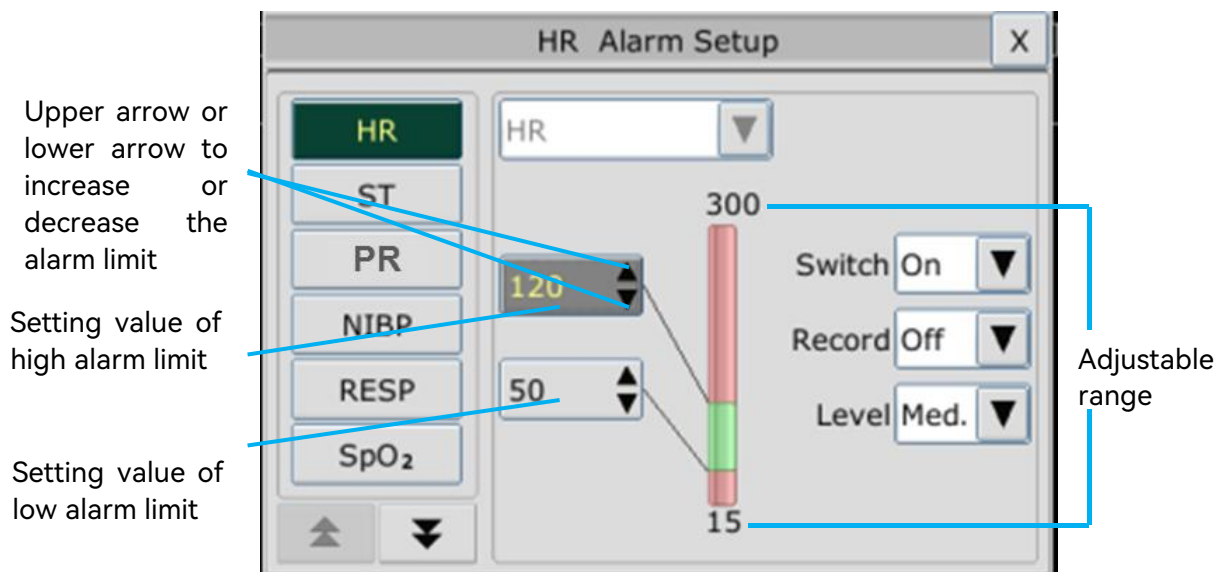 HR Alarm Setup X
Upper arrow or
lower arrow to
increase or
decrease the
alarm limit
Setting value of
high alarm limit
Setting value of
low alarm limit
HR
ST
PR
NIBP
RESP
SpO₂
HR
300
120
50
15
Switch On
Record Off
Level Med.
Adjustable
range